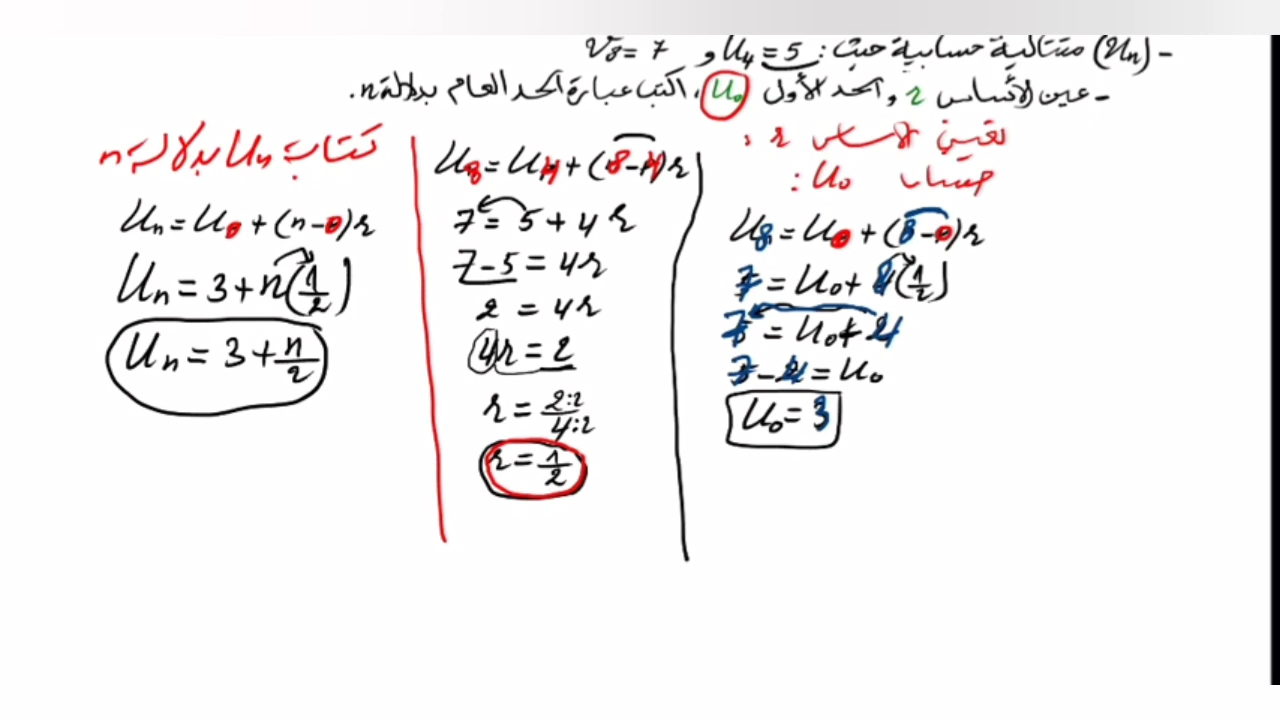 - (Uₙ) متتالية حسابية حيث : U₄ = 5 و U₈ = 7
- عين الأساس r و الحد الأول U₀ ، اكتب عبارة الحد العام بدلالة n.
تعيين الأساس r :
U₈ = U₄ + (8-4)r
7 = 5 + 4r
7 - 5 = 4r
2 = 4r
4r = 2
r = 2:2/4:2
r = 1/2
حساب U₀ :
U₈ = U₀ + (8-0)r
7 = U₀ + 8(1/2)
7 = U₀ + 4
7 - 4 = U₀
U₀ = 3
كتابة Uₙ بدلالة n
Uₙ = U₀ + (n-0)r
Uₙ = 3 + n(1/2)
Uₙ = 3 + n/2